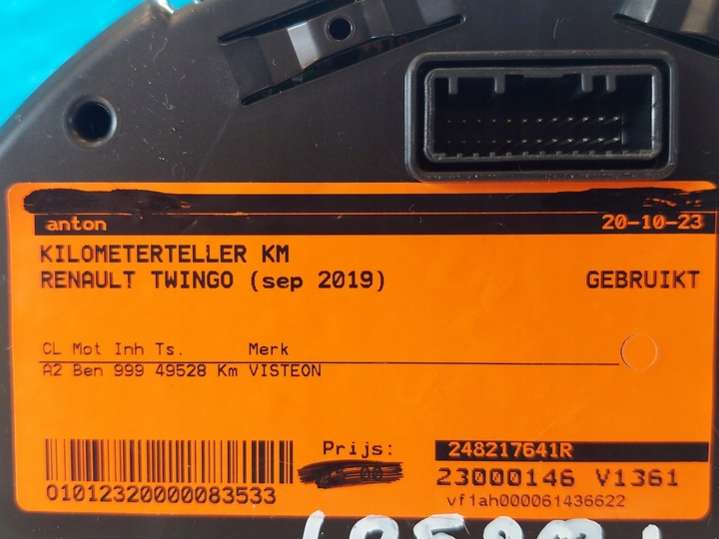 anton 20-10-23
KILOMETERTELLER KM
RENAULT TWINGO (sep 2019) GEBRUIKT
CL Mot Inh Ts. Merk
A2 Ben 999 49528 Km VISTEON
Prijs: 248217641R
01012320000083533 23000146 V1361
vf1ah000061436622